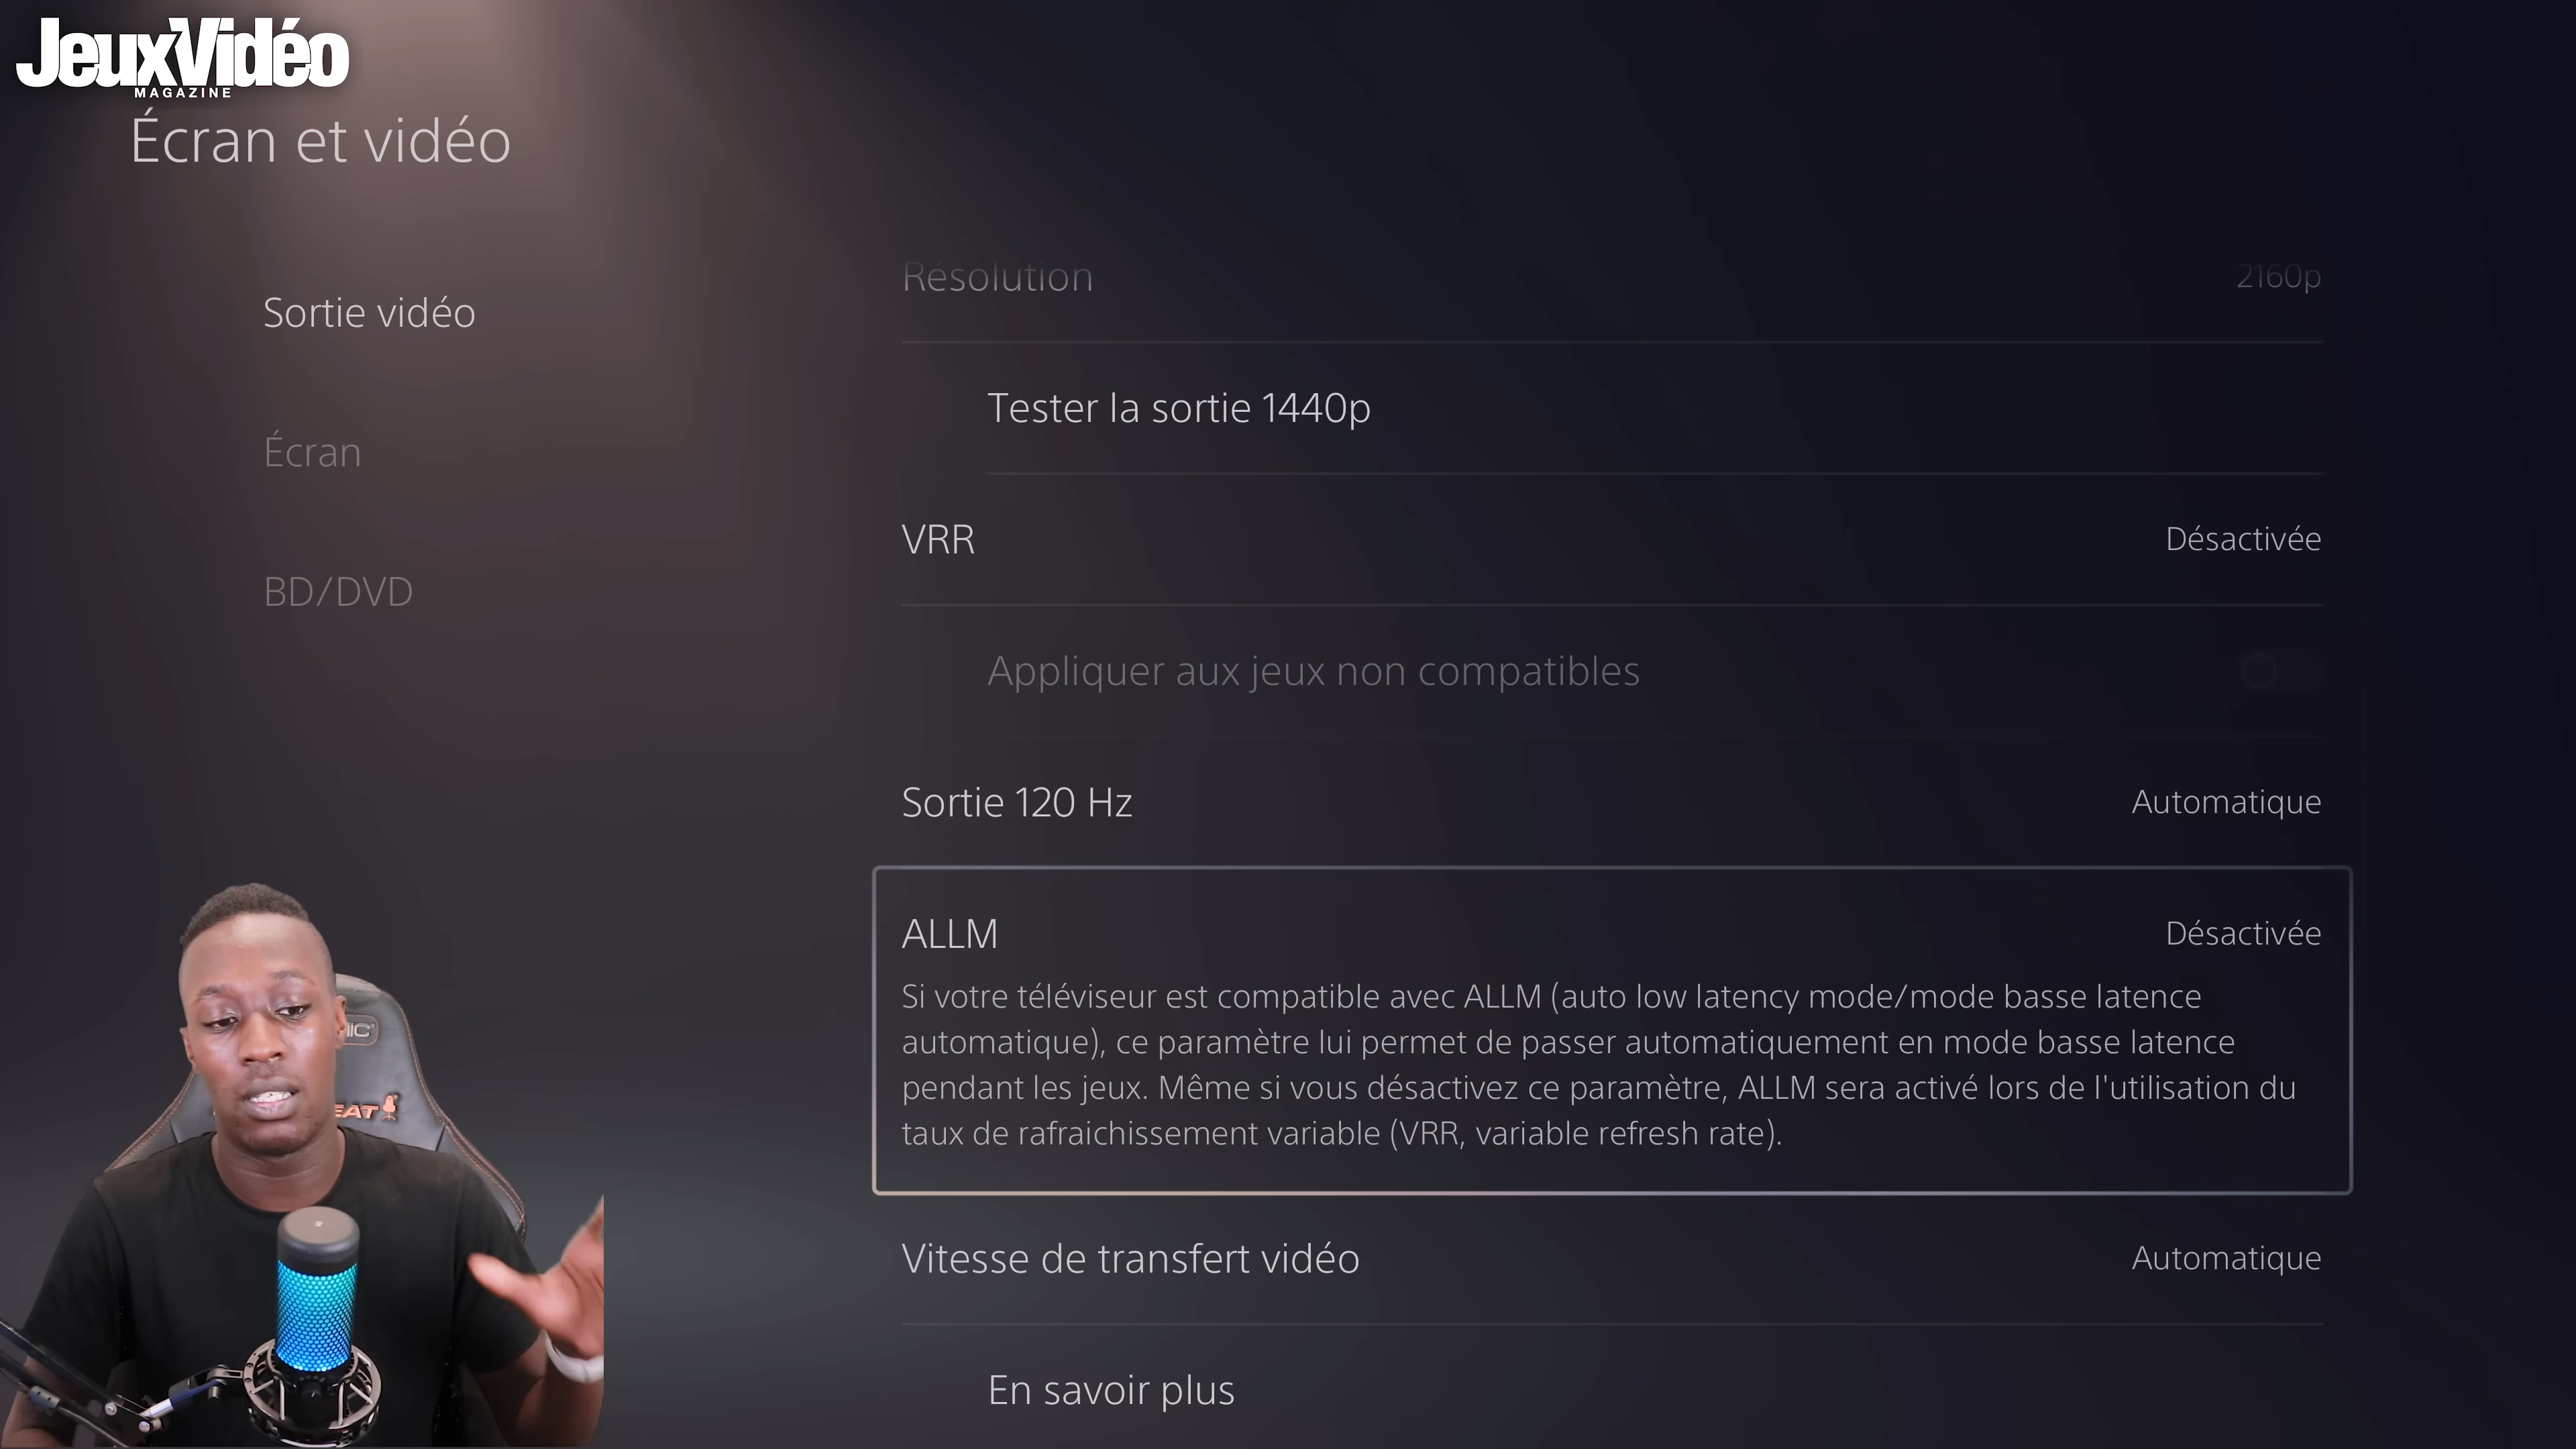 JeuxVidéo
MAGAZINE
Écran et vidéo
Sortie vidéo
Écran
BD/DVD
Résolution 2160p
Tester la sortie 1440p
VRR Désactivée
Appliquer aux jeux non compatibles
Sortie 120 Hz Automatique
ALLM Désactivée
Si votre téléviseur est compatible avec ALLM (auto low latency mode/mode basse latence
automatique), ce paramètre lui permet de passer automatiquement en mode basse latence
pendant les jeux. Même si vous désactivez ce paramètre, ALLM sera activé lors de l'utilisation du
taux de rafraichissement variable (VRR, variable refresh rate).
Vitesse de transfert vidéo Automatique
En savoir plus